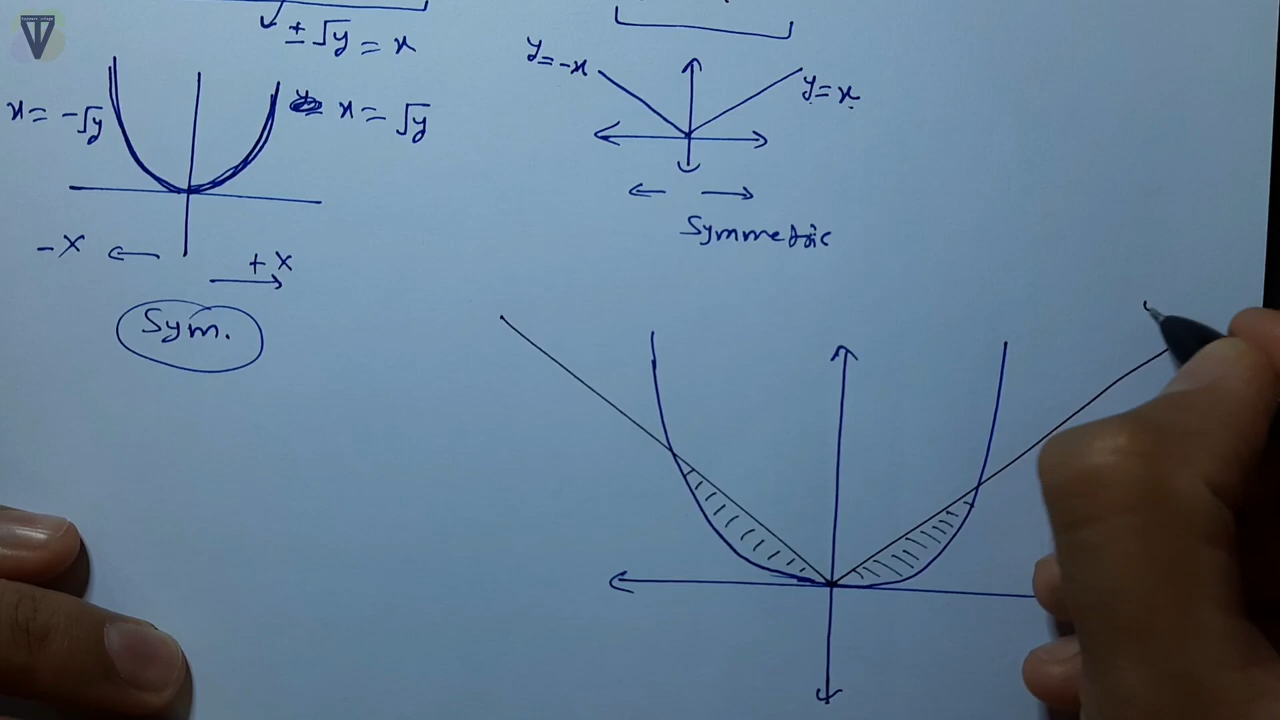 ± √y = x
x = -√y
x = √y
-X
+X
Sym.
y=-x
y=x
Symmetric